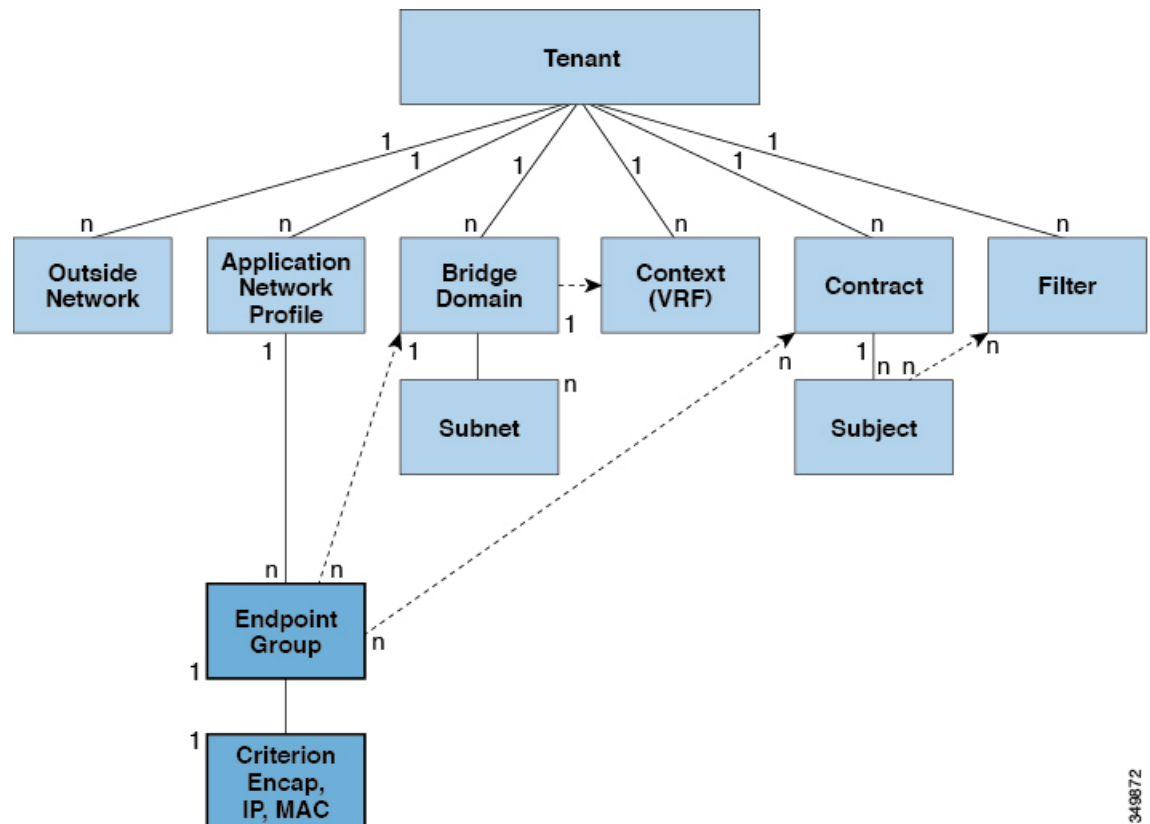 Tenant
1
1
1
1
1
1
n
n
n
n
n
n
Outside
Network
Application
Network
Profile
Bridge
Domain
Context
(VRF)
Contract
Filter
1
1
1
n
1
n
n
n
n
Subnet
Subject
n
n
Endpoint
Group
n
1
1
Criterion
Encap,
IP, MAC
349872